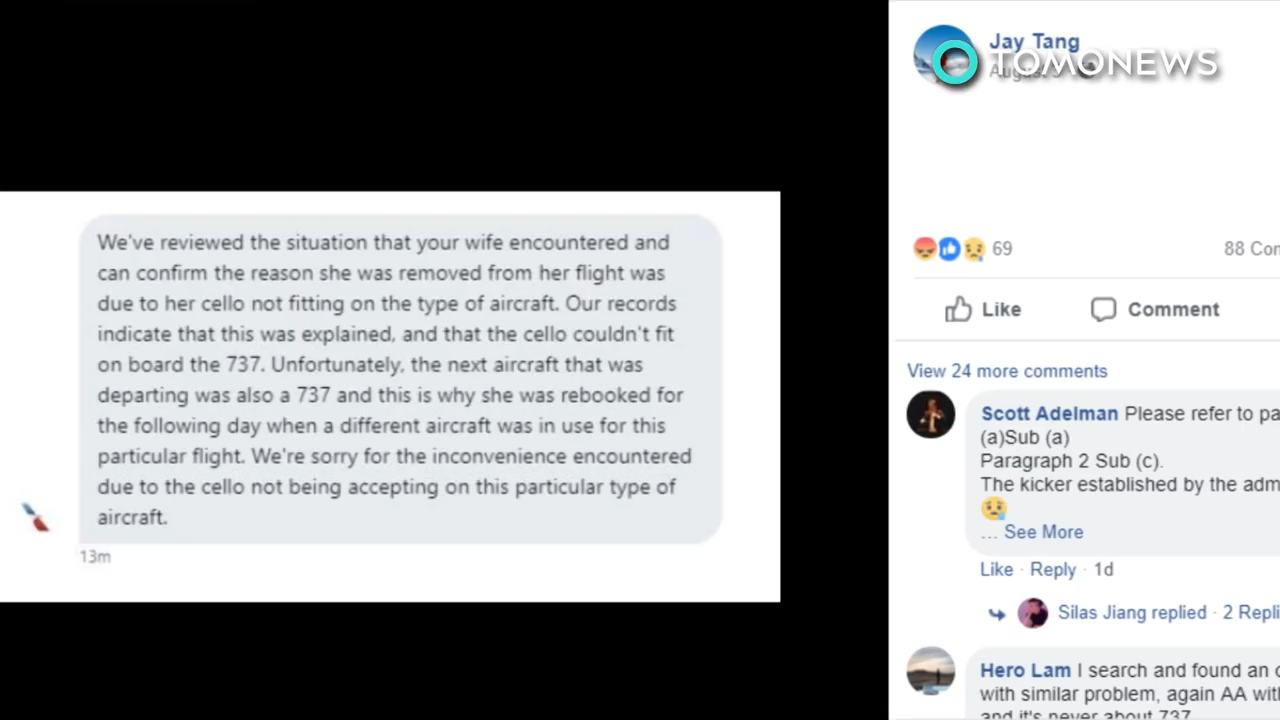 We've reviewed the situation that your wife encountered and
can confirm the reason she was removed from her flight was
due to her cello not fitting on the type of aircraft. Our records
indicate that this was explained, and that the cello couldn't fit
on board the 737. Unfortunately, the next aircraft that was
departing was also a 737 and this is why she was rebooked for
the following day when a different aircraft was in use for this
particular flight. We're sorry for the inconvenience encountered
due to the cello not being accepting on this particular type of
aircraft.
13m
Jay Tang
TOMONEWS
August
69
88 Com
Like
Comment
View 24 more comments
Scott Adelman Please refer to pa
(a)Sub (a)
Paragraph 2 Sub (c).
The kicker established by the adm
... See More
Like · Reply · 1d
Silas Jiang replied · 2 Repli
Hero Lam I search and found an
with similar problem, again AA wit
and it's never about 737